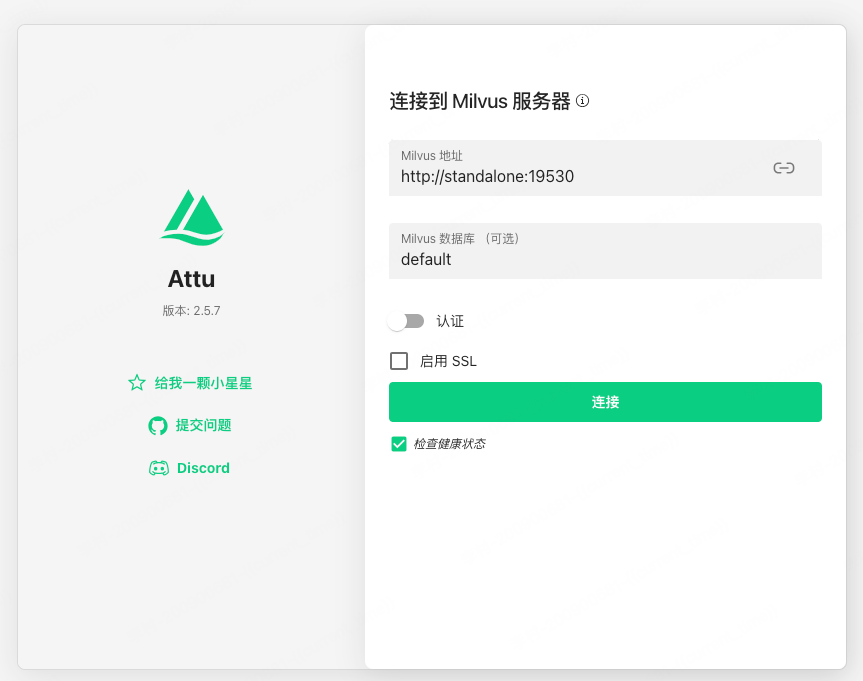 Attu
版本: 2.5.7
给我一颗小星星
提交问题
Discord
连接到 Milvus 服务器
Milvus 地址
http://standalone:19530
Milvus 数据库 （可选）
default
认证
启用 SSL
连接
检查健康状态